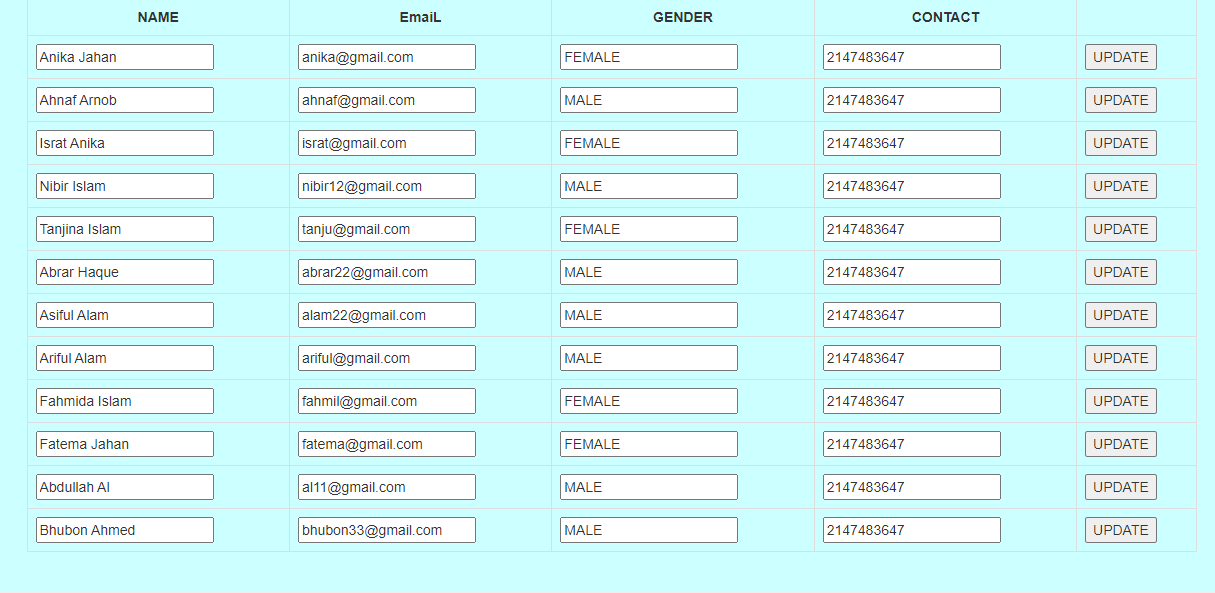 NAME EmaiL GENDER CONTACT
Anika Jahan anika@gmail.com FEMALE 2147483647 UPDATE
Ahnaf Arnob ahnaf@gmail.com MALE 2147483647 UPDATE
Israt Anika israt@gmail.com FEMALE 2147483647 UPDATE
Nibir Islam nibir12@gmail.com MALE 2147483647 UPDATE
Tanjina Islam tanju@gmail.com FEMALE 2147483647 UPDATE
Abrar Haque abrar22@gmail.com MALE 2147483647 UPDATE
Asiful Alam alam22@gmail.com MALE 2147483647 UPDATE
Ariful Alam ariful@gmail.com MALE 2147483647 UPDATE
Fahmida Islam fahmil@gmail.com FEMALE 2147483647 UPDATE
Fatema Jahan fatema@gmail.com FEMALE 2147483647 UPDATE
Abdullah Al al11@gmail.com MALE 2147483647 UPDATE
Bhubon Ahmed bhubon33@gmail.com MALE 2147483647 UPDATE